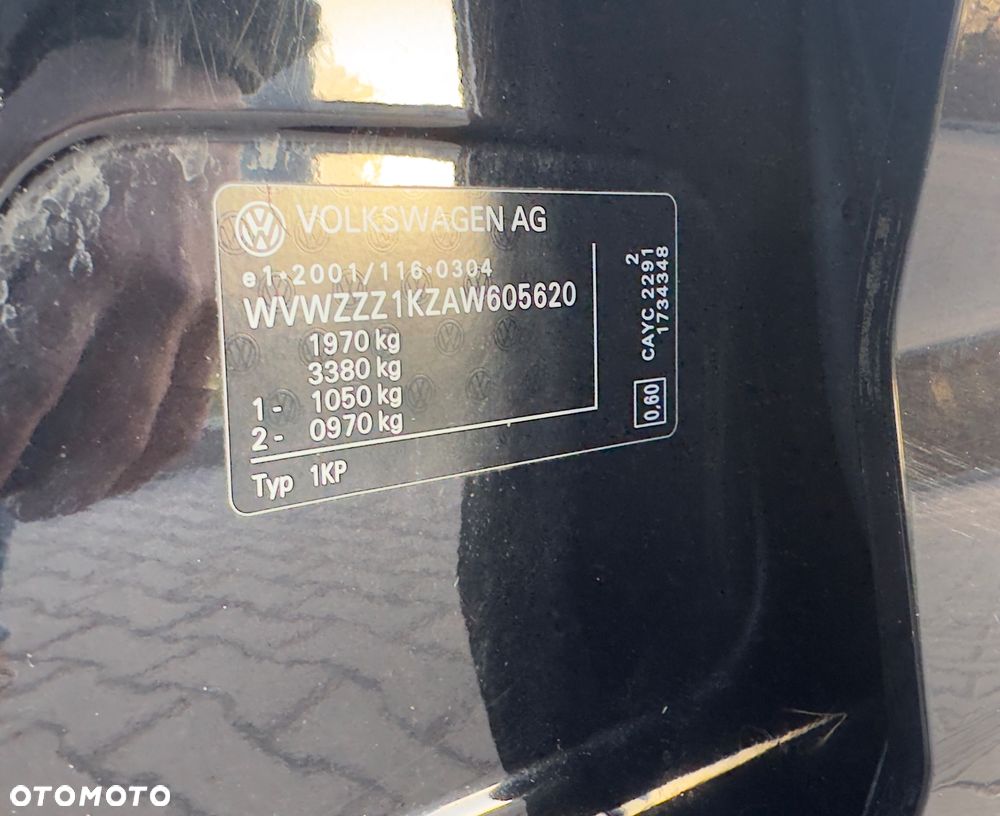 VOLKSWAGEN AG
e1*2001/116*0304
WVWZZZ1KZAW605620
1970 kg
3380 kg
1- 1050 kg
2- 0970 kg
Typ 1KP
2
CAYC 2291
1734348
0,60
OTOMOTO